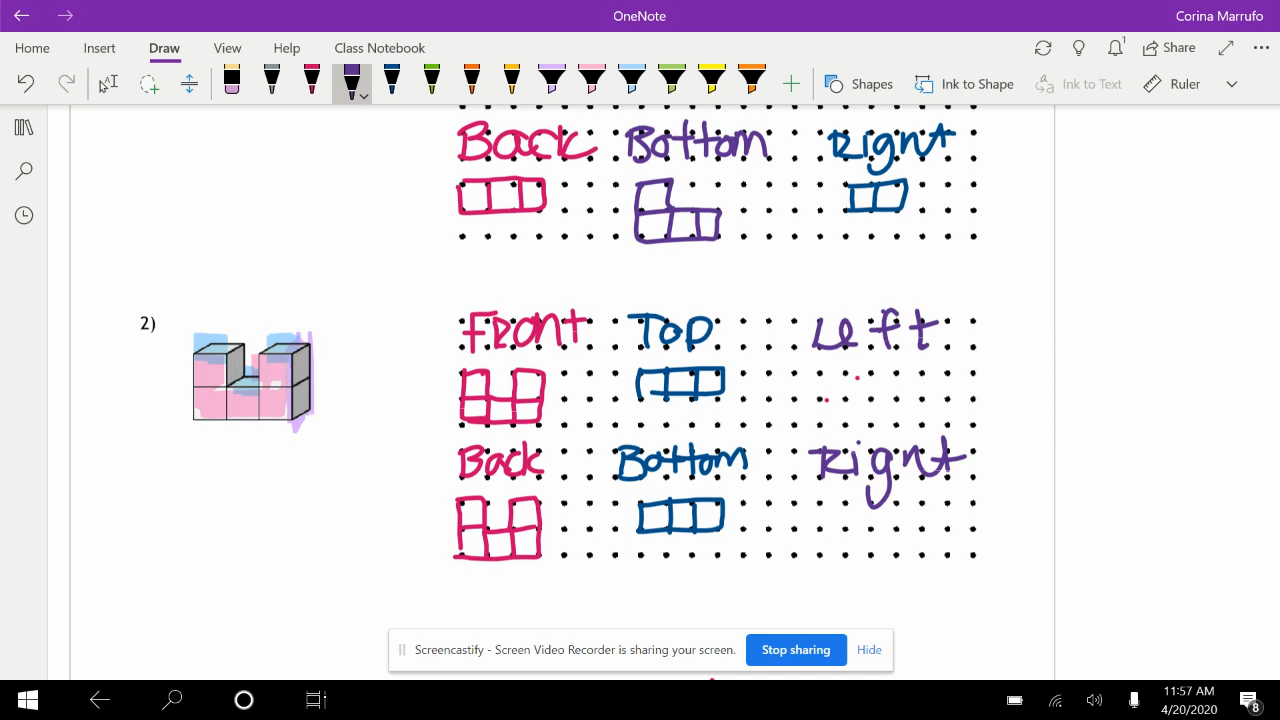 OneNote
Corina Marrufo
Home Insert Draw View Help Class Notebook
1
Share
Shapes Ink to Shape Ink to Text Ruler
Back Bottom Right
2)
Front Top Left
Back Bottom Right
Screencastify - Screen Video Recorder is sharing your screen. Stop sharing Hide
11:57 AM
4/20/2020
8